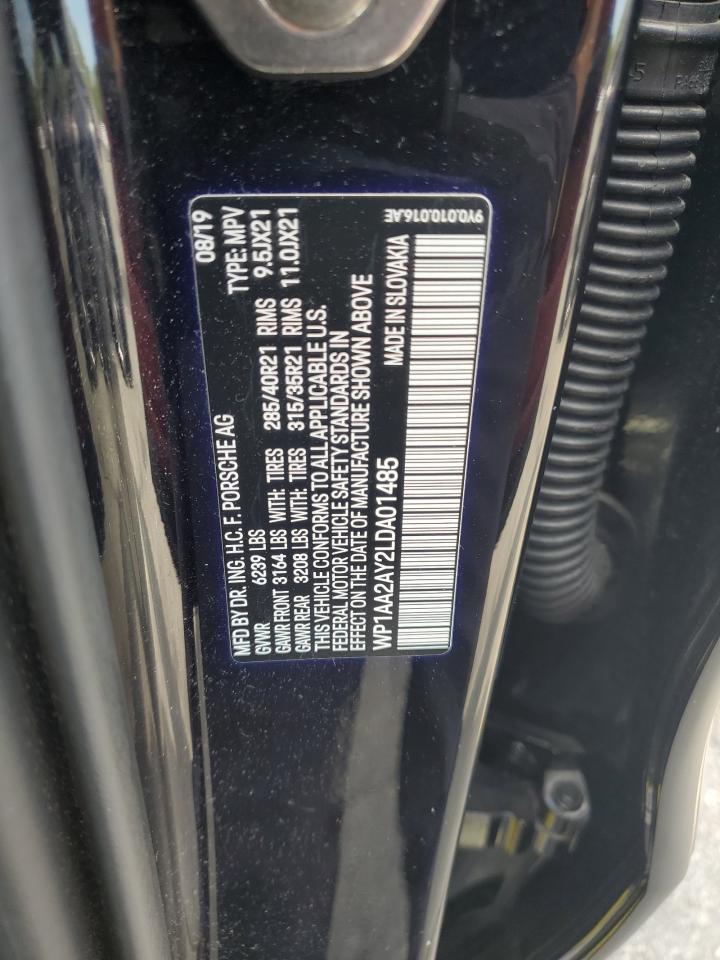 MFD BY DR. ING. H.C. F. PORSCHE AG 08/19
GVWR 6239 LBS TYPE: MPV
GAWR FRONT 3164 LBS WITH: TIRES 285/40R21 RIMS 9.5JX21
GAWR REAR 3208 LBS WITH: TIRES 315/35R21 RIMS 11.0JX21
THIS VEHICLE CONFORMS TO ALL APPLICABLE U.S.
FEDERAL MOTOR VEHICLE SAFETY STANDARDS IN
EFFECT ON THE DATE OF MANUFACTURE SHOWN ABOVE
WP1AA2AY2LDA01485 MADE IN SLOVAKIA
9Y0.010.016.AE
5